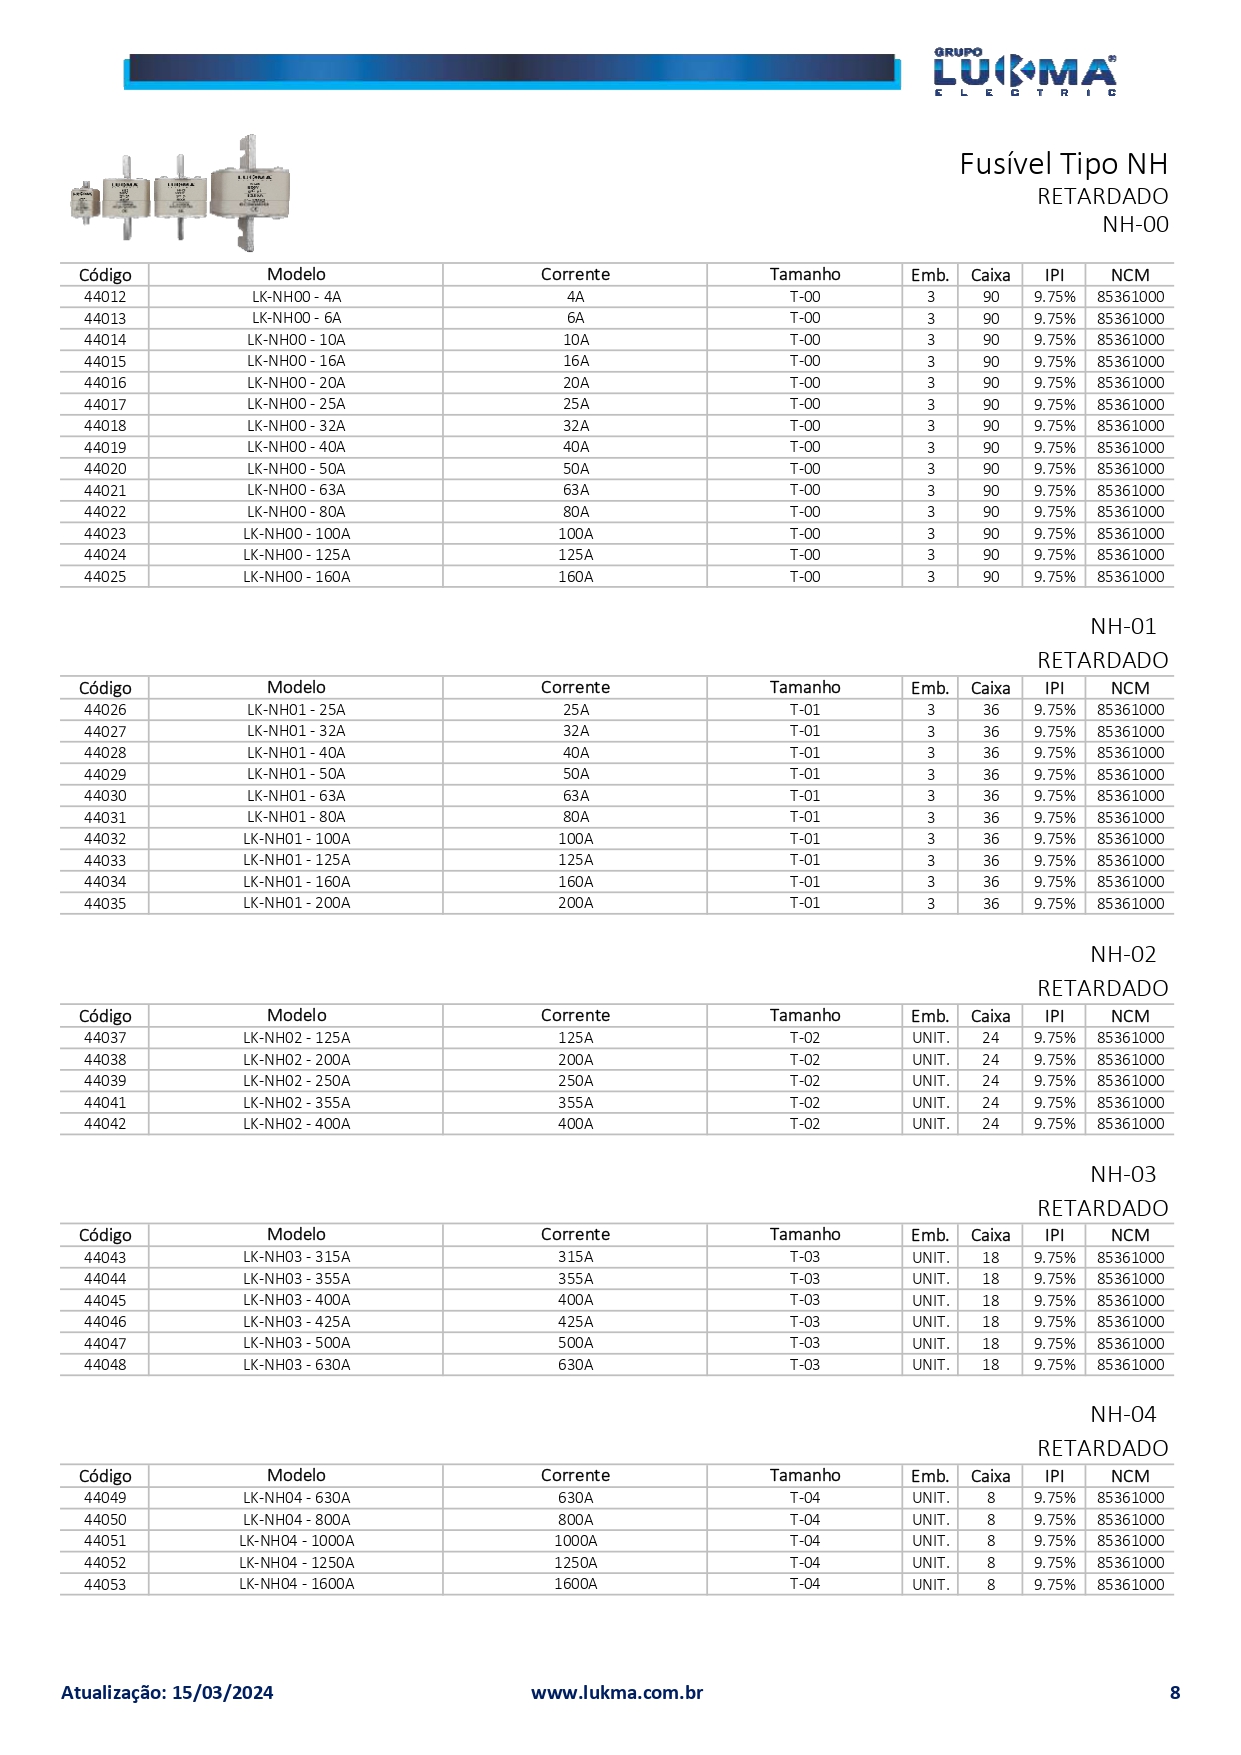 GRUPO
LUKMA®
ELECTRIC
LUKMA LUKMA LUKMA
Fusível Tipo NH
RETARDADO
NH-00
Código Modelo Corrente Tamanho Emb. Caixa IPI NCM
44012 LK-NH00 - 4A 4A T-00 3 90 9.75% 85361000
44013 LK-NH00 - 6A 6A T-00 3 90 9.75% 85361000
44014 LK-NH00 - 10A 10A T-00 3 90 9.75% 85361000
44015 LK-NH00 - 16A 16A T-00 3 90 9.75% 85361000
44016 LK-NH00 - 20A 20A T-00 3 90 9.75% 85361000
44017 LK-NH00 - 25A 25A T-00 3 90 9.75% 85361000
44018 LK-NH00 - 32A 32A T-00 3 90 9.75% 85361000
44019 LK-NH00 - 40A 40A T-00 3 90 9.75% 85361000
44020 LK-NH00 - 50A 50A T-00 3 90 9.75% 85361000
44021 LK-NH00 - 63A 63A T-00 3 90 9.75% 85361000
44022 LK-NH00 - 80A 80A T-00 3 90 9.75% 85361000
44023 LK-NH00 - 100A 100A T-00 3 90 9.75% 85361000
44024 LK-NH00 - 125A 125A T-00 3 90 9.75% 85361000
44025 LK-NH00 - 160A 160A T-00 3 90 9.75% 85361000
NH-01
RETARDADO
Código Modelo Corrente Tamanho Emb. Caixa IPI NCM
44026 LK-NH01 - 25A 25A T-01 3 36 9.75% 85361000
44027 LK-NH01 - 32A 32A T-01 3 36 9.75% 85361000
44028 LK-NH01 - 40A 40A T-01 3 36 9.75% 85361000
44029 LK-NH01 - 50A 50A T-01 3 36 9.75% 85361000
44030 LK-NH01 - 63A 63A T-01 3 36 9.75% 85361000
44031 LK-NH01 - 80A 80A T-01 3 36 9.75% 85361000
44032 LK-NH01 - 100A 100A T-01 3 36 9.75% 85361000
44033 LK-NH01 - 125A 125A T-01 3 36 9.75% 85361000
44034 LK-NH01 - 160A 160A T-01 3 36 9.75% 85361000
44035 LK-NH01 - 200A 200A T-01 3 36 9.75% 85361000
NH-02
RETARDADO
Código Modelo Corrente Tamanho Emb. Caixa IPI NCM
44037 LK-NH02 - 125A 125A T-02 UNIT. 24 9.75% 85361000
44038 LK-NH02 - 200A 200A T-02 UNIT. 24 9.75% 85361000
44039 LK-NH02 - 250A 250A T-02 UNIT. 24 9.75% 85361000
44041 LK-NH02 - 355A 355A T-02 UNIT. 24 9.75% 85361000
44042 LK-NH02 - 400A 400A T-02 UNIT. 24 9.75% 85361000
NH-03
RETARDADO
Código Modelo Corrente Tamanho Emb. Caixa IPI NCM
44043 LK-NH03 - 315A 315A T-03 UNIT. 18 9.75% 85361000
44044 LK-NH03 - 355A 355A T-03 UNIT. 18 9.75% 85361000
44045 LK-NH03 - 400A 400A T-03 UNIT. 18 9.75% 85361000
44046 LK-NH03 - 425A 425A T-03 UNIT. 18 9.75% 85361000
44047 LK-NH03 - 500A 500A T-03 UNIT. 18 9.75% 85361000
44048 LK-NH03 - 630A 630A T-03 UNIT. 18 9.75% 85361000
NH-04
RETARDADO
Código Modelo Corrente Tamanho Emb. Caixa IPI NCM
44049 LK-NH04 - 630A 630A T-04 UNIT. 8 9.75% 85361000
44050 LK-NH04 - 800A 800A T-04 UNIT. 8 9.75% 85361000
44051 LK-NH04 - 1000A 1000A T-04 UNIT. 8 9.75% 85361000
44052 LK-NH04 - 1250A 1250A T-04 UNIT. 8 9.75% 85361000
44053 LK-NH04 - 1600A 1600A T-04 UNIT. 8 9.75% 85361000
Atualização: 15/03/2024 www.lukma.com.br 8